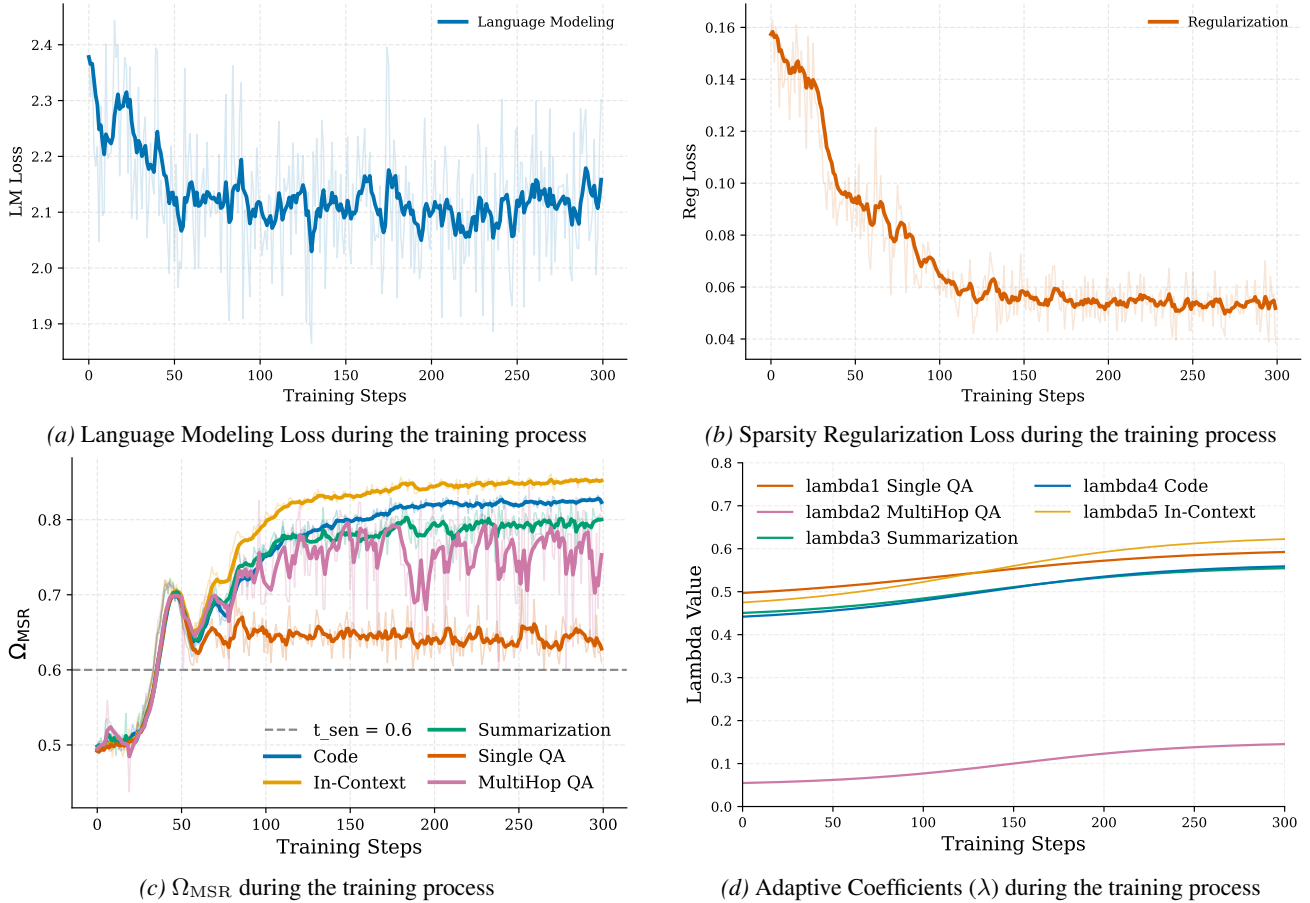 Language Modeling
2.4
2.3
2.2
2.1
2.0
1.9
LM Loss
0 50 100 150 200 250 300
Training Steps
(a) Language Modeling Loss during the training process
Regularization
0.16
0.14
0.12
0.10
0.08
0.06
0.04
Reg Loss
0 50 100 150 200 250 300
Training Steps
(b) Sparsity Regularization Loss during the training process
0.8
0.7
0.6
0.5
Ω_MSR
t_sen = 0.6
Code
In-Context
Summarization
Single QA
MultiHop QA
0 50 100 150 200 250 300
Training Steps
(c) Ω_MSR during the training process
0.8
0.7
0.6
0.5
0.4
0.3
0.2
0.1
0.0
Lambda Value
lambda1 Single QA
lambda2 MultiHop QA
lambda3 Summarization
lambda4 Code
lambda5 In-Context
0 50 100 150 200 250 300
Training Steps
(d) Adaptive Coefficients (λ) during the training process